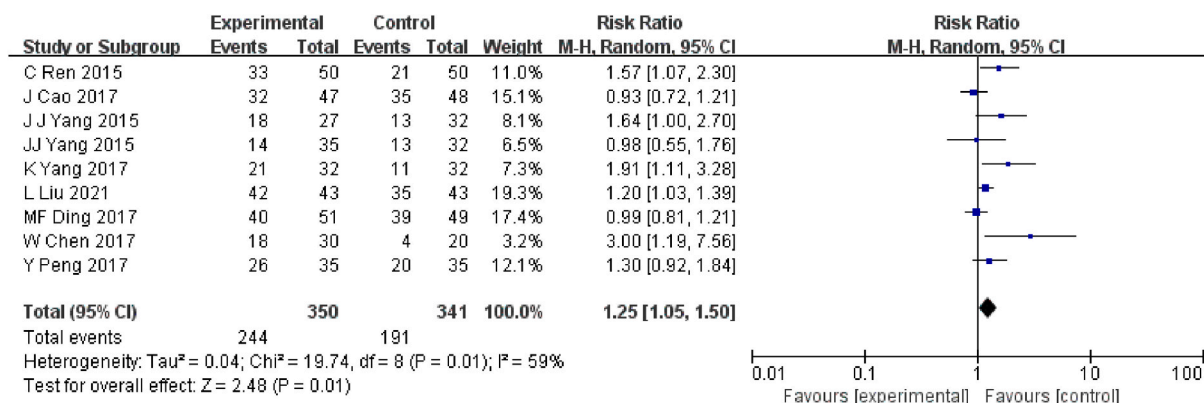 Experimental Control Risk Ratio Risk Ratio
Study or Subgroup Events Total Events Total Weight M-H, Random, 95% CI M-H, Random, 95% CI
C Ren 2015 33 50 21 50 11.0% 1.57 [1.07, 2.30]
J Cao 2017 32 47 35 48 15.1% 0.93 [0.72, 1.21]
J J Yang 2015 18 27 13 32 8.1% 1.64 [1.00, 2.70]
JJ Yang 2015 14 35 13 32 6.5% 0.98 [0.55, 1.76]
K Yang 2017 21 32 11 32 7.3% 1.91 [1.11, 3.28]
L Liu 2021 42 43 35 43 19.3% 1.20 [1.03, 1.39]
MF Ding 2017 40 51 39 49 17.4% 0.99 [0.81, 1.21]
W Chen 2017 18 30 4 20 3.2% 3.00 [1.19, 7.56]
Y Peng 2017 26 35 20 35 12.1% 1.30 [0.92, 1.84]
Total (95% CI) 350 341 100.0% 1.25 [1.05, 1.50]
Total events 244 191
Heterogeneity: Tau² = 0.04; Chi² = 19.74, df = 8 (P = 0.01); I² = 59%
Test for overall effect: Z = 2.48 (P = 0.01)
0.01 0.1 1 10 100
Favours [experimental] Favours [control]